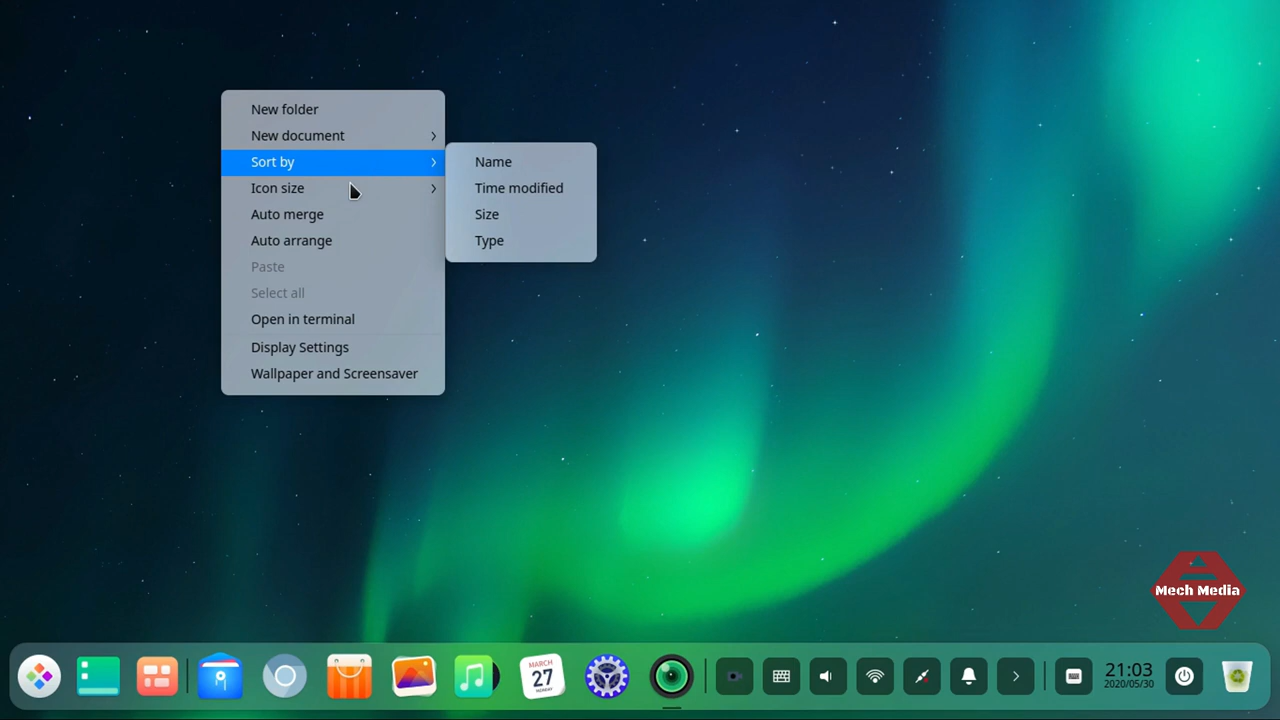 New folder
New document
Sort by
Icon size
Auto merge
Auto arrange
Paste
Select all
Open in terminal
Display Settings
Wallpaper and Screensaver
Name
Time modified
Size
Type
Mech Media
MARCH
27
MONDAY
21:03
2020/05/30